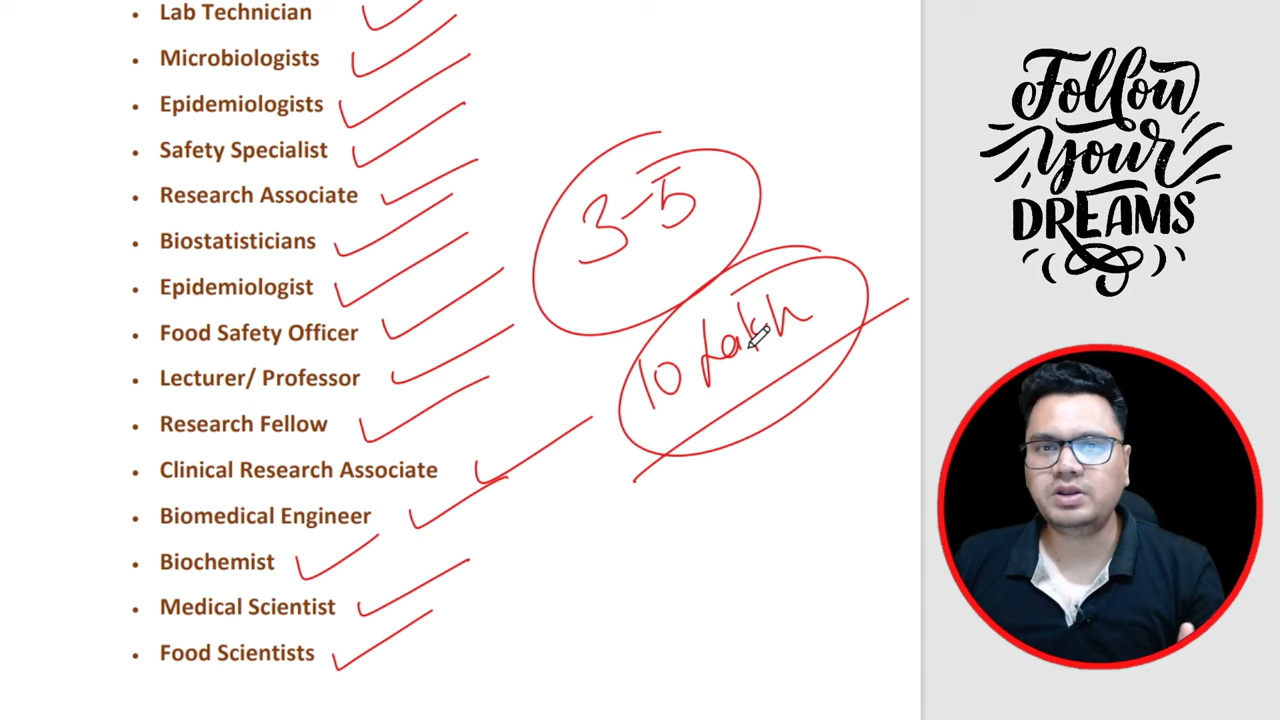 Lab Technician
Microbiologists
Epidemiologists
Safety Specialist
Research Associate
Biostatisticians
Epidemiologist
Food Safety Officer
Lecturer/ Professor
Research Fellow
Clinical Research Associate
Biomedical Engineer
Biochemist
Medical Scientist
Food Scientists
3-5
10 Lakh
Follow
Your
DREAMS